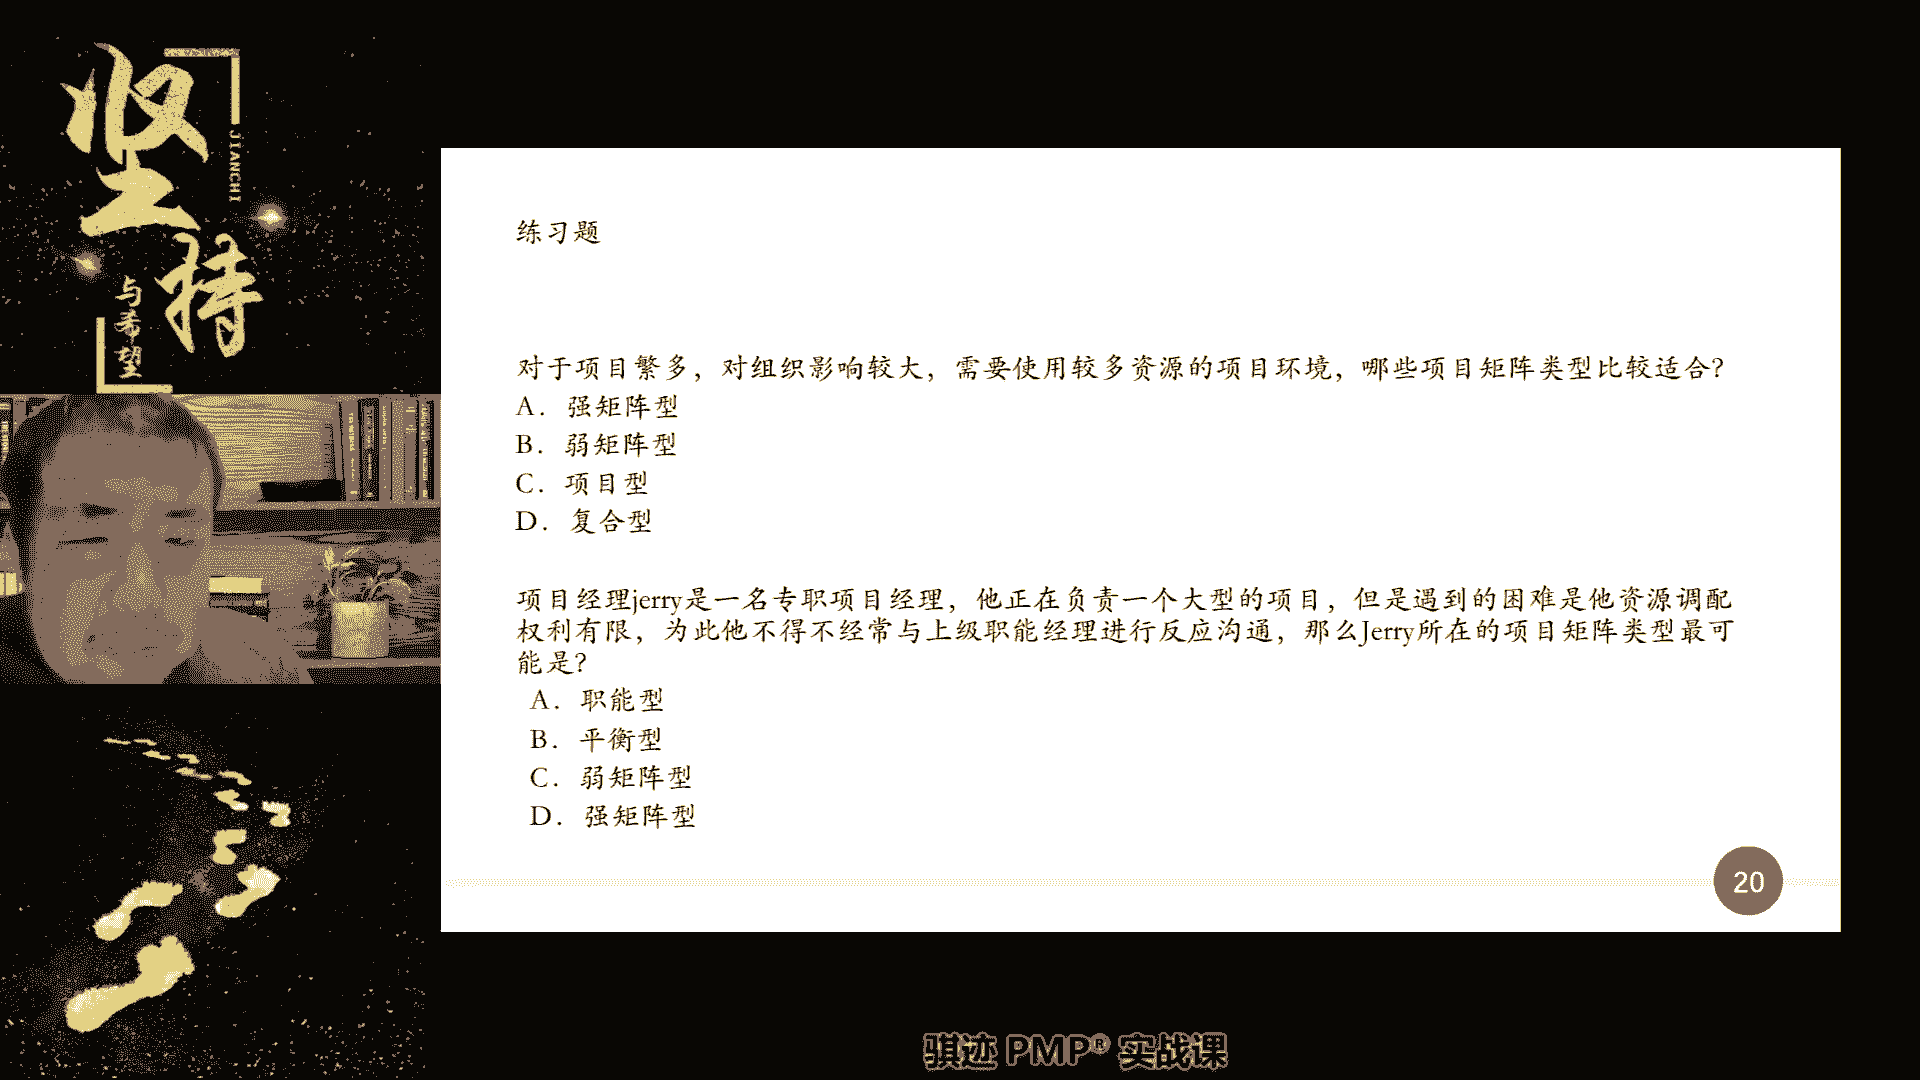 坚持
JIANCHI
与希望
练习题
对于项目繁多，对组织影响较大，需要使用较多资源的项目环境，哪些项目矩阵类型比较适合？
A．强矩阵型
B．弱矩阵型
C．项目型
D．复合型
项目经理jerry是一名专职项目经理，他正在负责一个大型的项目，但是遇到的困难是他资源调配
权利有限，为此他不得不经常与上级职能经理进行反应沟通，那么Jerry所在的项目矩阵类型最可
能是？
A．职能型
B．平衡型
C．弱矩阵型
D．强矩阵型
20
骐迹 PMP® 实战课